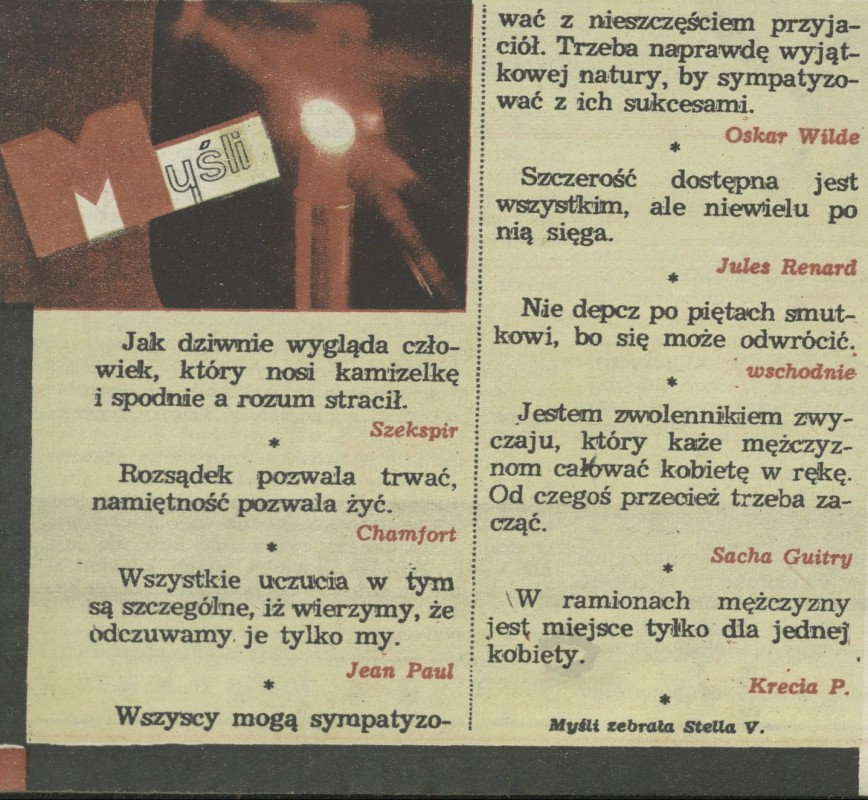 Myśli
Jak dziwnie wygląda czło-
wiek, który nosi kamizelkę
i spodnie a rozum stracił.
Szekspir
*
Rozsądek pozwala trwać,
namiętność pozwala żyć.
Chamfort
*
Wszystkie uczucia w tym
są szczególne, iż wierzymy, że
odczuwamy je tylko my.
Jean Paul
*
Wszyscy mogą sympatyzo-
wać z nieszczęściem przyja-
ciół. Trzeba naprawdę wyjąt-
kowej natury, by sympatyzo-
wać z ich sukcesami.
Oskar Wilde
*
Szczerość dostępna jest
wszystkim, ale niewielu po
nią sięga.
Jules Renard
*
Nie depcz po piętach smut-
kowi, bo się może odwrócić.
wschodnie
*
Jestem zwolennikiem zwy-
czaju, który każe mężczyz-
nom całować kobietę w rękę.
Od czegoś przecież trzeba za-
cząć.
Sacha Guitry
*
W ramionach mężczyzny
jest miejsce tylko dla jednej
kobiety.
Krecia P.
*
Myśli zebrała Stella V.